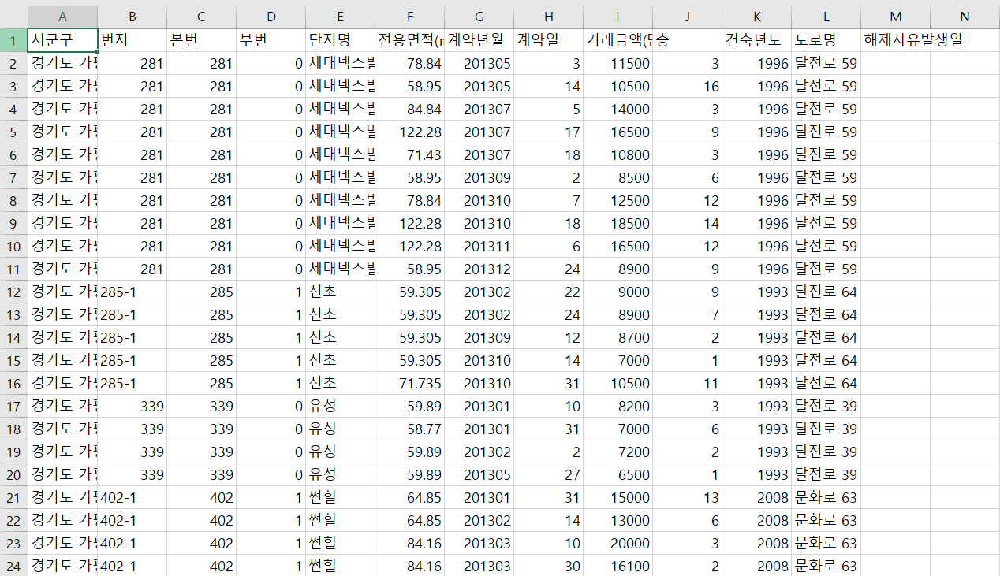 A B C D E F G H I J K L M N
1 시군구 번지 본번 부번 단지명 전용면적( 계약년월 계약일 거래금액( 층 건축년도 도로명 해제사유발생일
2 경기도 281 281 0 세대넥스빌 78.84 201305 3 11500 3 1996 달전로 59
3 경기도 281 281 0 세대넥스빌 58.95 201305 14 10500 16 1996 달전로 59
4 경기도 281 281 0 세대넥스빌 84.84 201307 5 14000 3 1996 달전로 59
5 경기도 281 281 0 세대넥스빌 122.28 201307 17 16500 9 1996 달전로 59
6 경기도 281 281 0 세대넥스빌 71.43 201307 18 10800 3 1996 달전로 59
7 경기도 281 281 0 세대넥스빌 58.95 201309 2 8500 6 1996 달전로 59
8 경기도 281 281 0 세대넥스빌 78.84 201310 7 12500 12 1996 달전로 59
9 경기도 281 281 0 세대넥스빌 122.28 201310 18 18500 14 1996 달전로 59
10 경기도 281 281 0 세대넥스빌 122.28 201311 6 16500 12 1996 달전로 59
11 경기도 281 281 0 세대넥스빌 58.95 201312 24 8900 9 1996 달전로 59
12 경기도 285-1 285 1 신초 59.305 201302 22 9000 9 1993 달전로 64
13 경기도 285-1 285 1 신초 59.305 201302 24 8900 7 1993 달전로 64
14 경기도 285-1 285 1 신초 59.305 201309 12 8700 2 1993 달전로 64
15 경기도 285-1 285 1 신초 59.305 201310 14 7000 1 1993 달전로 64
16 경기도 285-1 285 1 신초 71.735 201310 31 10500 11 1993 달전로 64
17 경기도 339 339 0 유성 59.89 201301 10 8200 3 1993 달전로 39
18 경기도 339 339 0 유성 58.77 201301 31 7000 6 1993 달전로 39
19 경기도 339 339 0 유성 59.89 201302 2 7200 2 1993 달전로 39
20 경기도 339 339 0 유성 59.89 201305 27 6500 1 1993 달전로 39
21 경기도 402-1 402 1 썬힐 64.85 201301 31 15000 13 2008 문화로 63
22 경기도 402-1 402 1 썬힐 64.85 201302 14 13000 6 2008 문화로 63
23 경기도 402-1 402 1 썬힐 84.16 201303 10 20000 3 2008 문화로 63
24 경기도 402-1 402 1 썬힐 84.16 201303 30 16100 2 2008 문화로 63